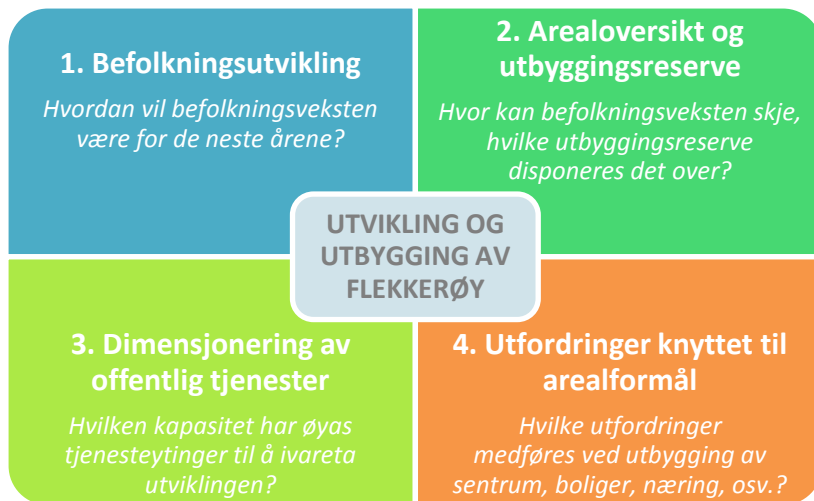 1. Befolkningsutvikling
Hvordan vil befolkningsveksten
være for de neste årene?
2. Arealoversikt og
utbyggingsreserve
Hvor kan befolkningsveksten skje,
hvilke utbyggingsreserve
disponeres det over?
UTVIKLING OG
UTBYGGING AV
FLEKKERØY
3. Dimensjonering av
offentlig tjenester
Hvilken kapasitet har øyas
tjenesteytinger til å ivareta
utviklingen?
4. Utfordringer knyttet til
arealformål
Hvilke utfordringer
medføres ved utbygging av
sentrum, boliger, næring, osv.?